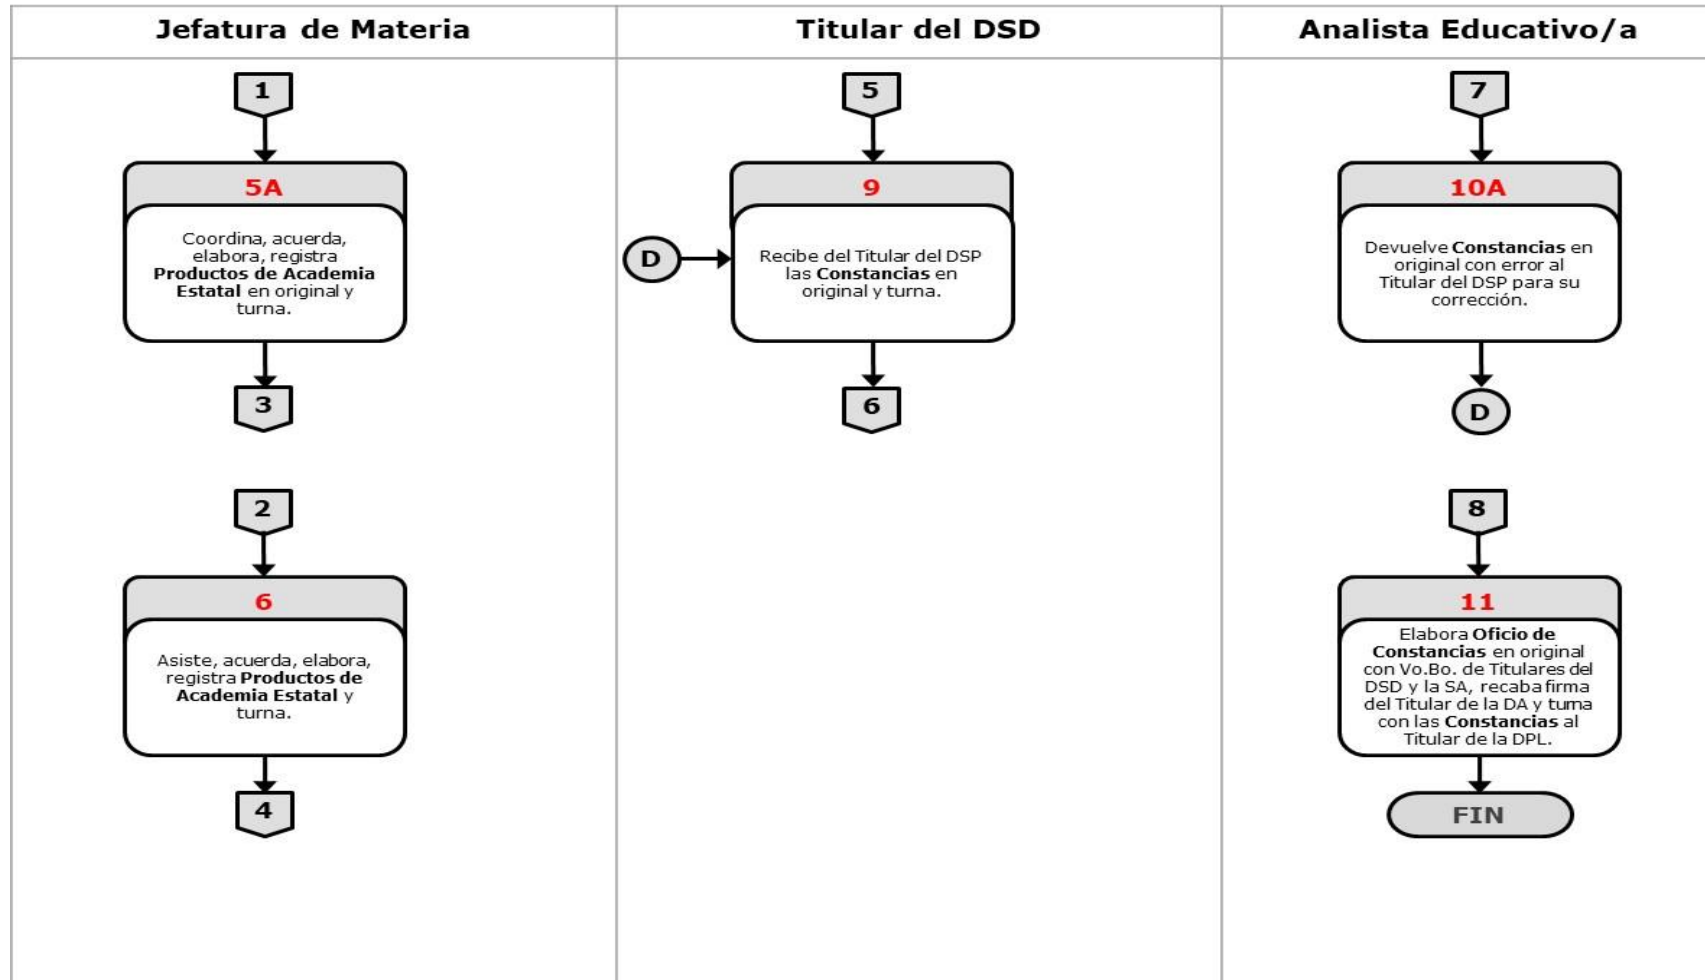 Jefatura de Materia
Titular del DSD
Analista Educativo/a
1
5A
Coordina, acuerda,
elabora, registra
Productos de Academia
Estatal en original y
turna.
3
2
6
Asiste, acuerda, elabora,
registra Productos de
Academia Estatal y
turna.
4
5
D
9
Recibe del Titular del DSP
las Constancias en
original y turna.
6
7
10A
Devuelve Constancias en
original con error al
Titular del DSP para su
corrección.
D
8
11
Elabora Oficio de
Constancias en original
con Vo.Bo. de Titulares del
DSD y la SA, recaba firma
del Titular de la DA y turna
con las Constancias al
Titular de la DPL.
FIN